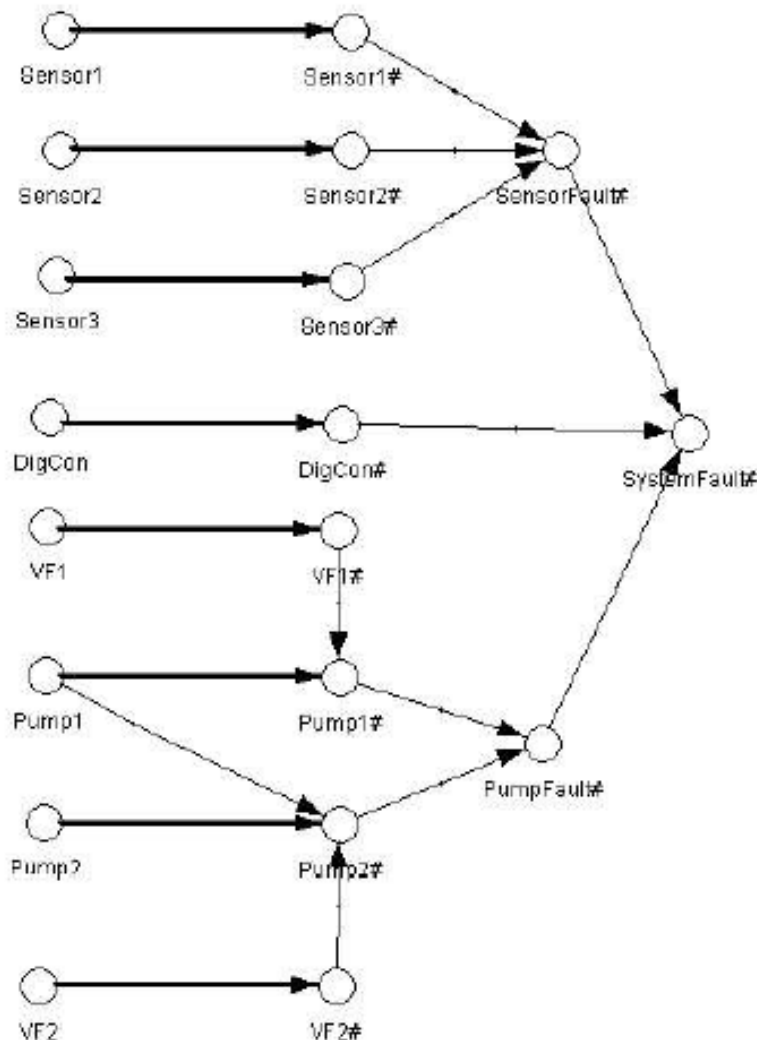 Sensor1 Sensor1#
Sensor2 Sensor2# SensorFault#
Sensor3 Sensor3#
DigCon DigCon# SystemFault#
VF1 VF1#
Pump1 Pump1#
PumpFault#
Pump2 Pump2#
VF2 VF2#